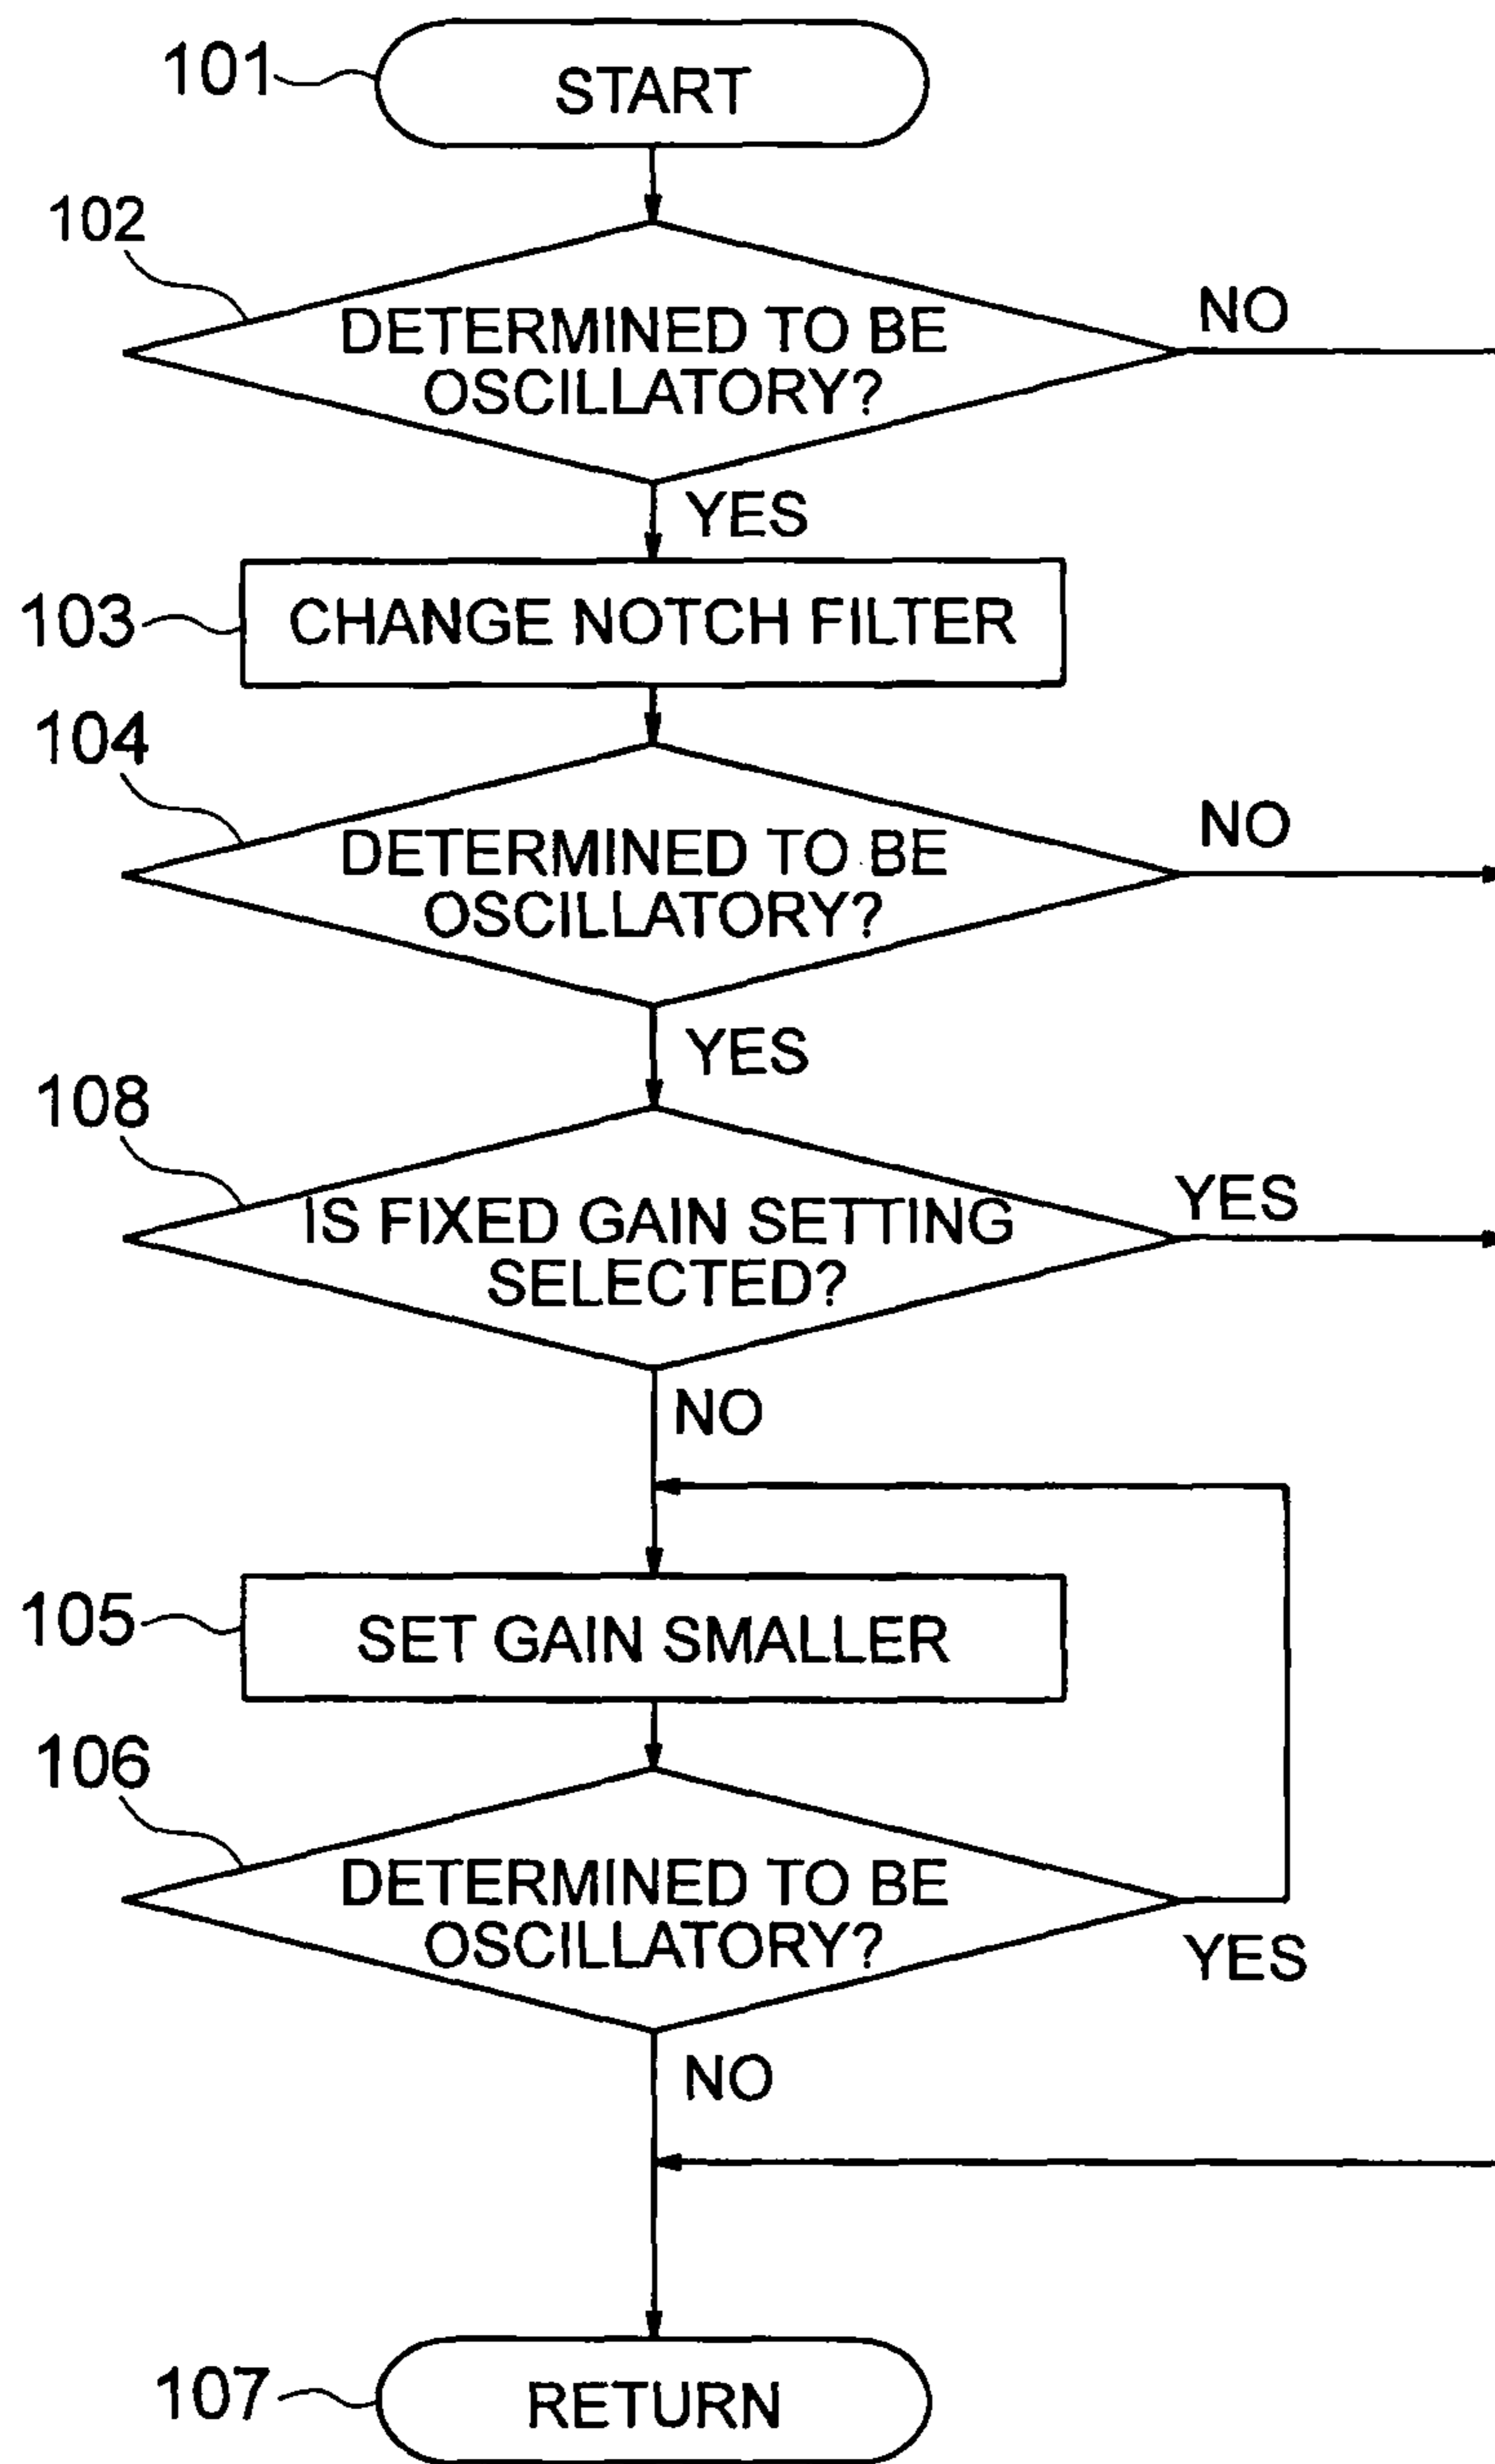 101
START
102
DETERMINED TO BE
OSCILLATORY?
NO
YES
103
CHANGE NOTCH FILTER
104
DETERMINED TO BE
OSCILLATORY?
NO
YES
108
IS FIXED GAIN SETTING
SELECTED?
YES
NO
105
SET GAIN SMALLER
106
DETERMINED TO BE
OSCILLATORY?
YES
NO
107
RETURN